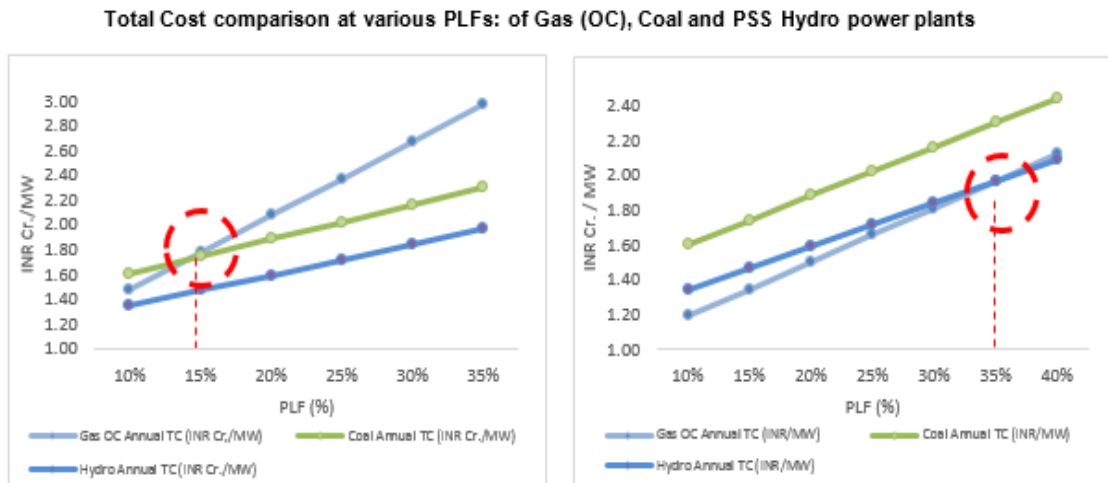 Total Cost comparison at various PLFs: of Gas (OC), Coal and PSS Hydro power plants
INR Cr./MW
3.00
2.80
2.60
2.40
2.20
2.00
1.80
1.60
1.40
1.20
1.00
10% 15% 20% 25% 30% 35%
PLF (%)
Gas OC Annual TC (INR Cr./MW) Coal Annual TC (INR Cr./MW)
Hydro Annual TC (INR Cr./MW)
INR Cr. / MW
2.40
2.20
2.00
1.80
1.60
1.40
1.20
1.00
10% 15% 20% 25% 30% 35% 40%
PLF (%)
Gas OC Annual TC (INR/MW) Coal Annual TC (INR/MW)
Hydro Annual TC (INR/MW)